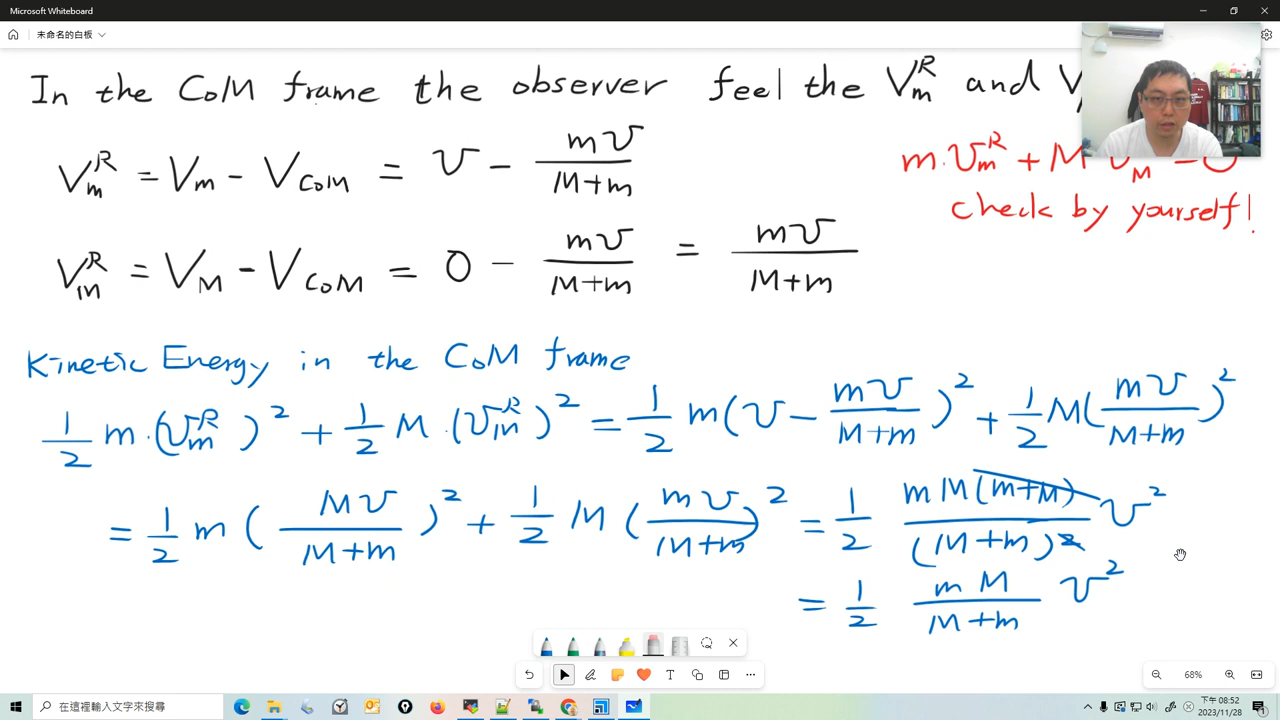 Microsoft Whiteboard
未命名的白板
In the CoM frame the observer feel the V_m^R and V
V_m^R = V_m - V_CoM = v - mv/(M+m)
m·v_m^R + M v_M = 0
check by yourself!
V_m^R = V_M - V_CoM = 0 - mv/(M+m) = mv/(M+m)
Kinetic Energy in the CoM frame
1/2 m·(v_m^R)^2 + 1/2 M·(v_m^R)^2 = 1/2 m(v - mv/(M+m))^2 + 1/2 M(mv/(M+m))^2
= 1/2 m(Mv/(M+m))^2 + 1/2 M(mv/(M+m))^2 = 1/2 mM(m+M)/(M+m)^2 v^2
= 1/2 mM/(M+m) v^2
68%
在這裡輸入文字來搜尋
下午 08:52
2023/11/28